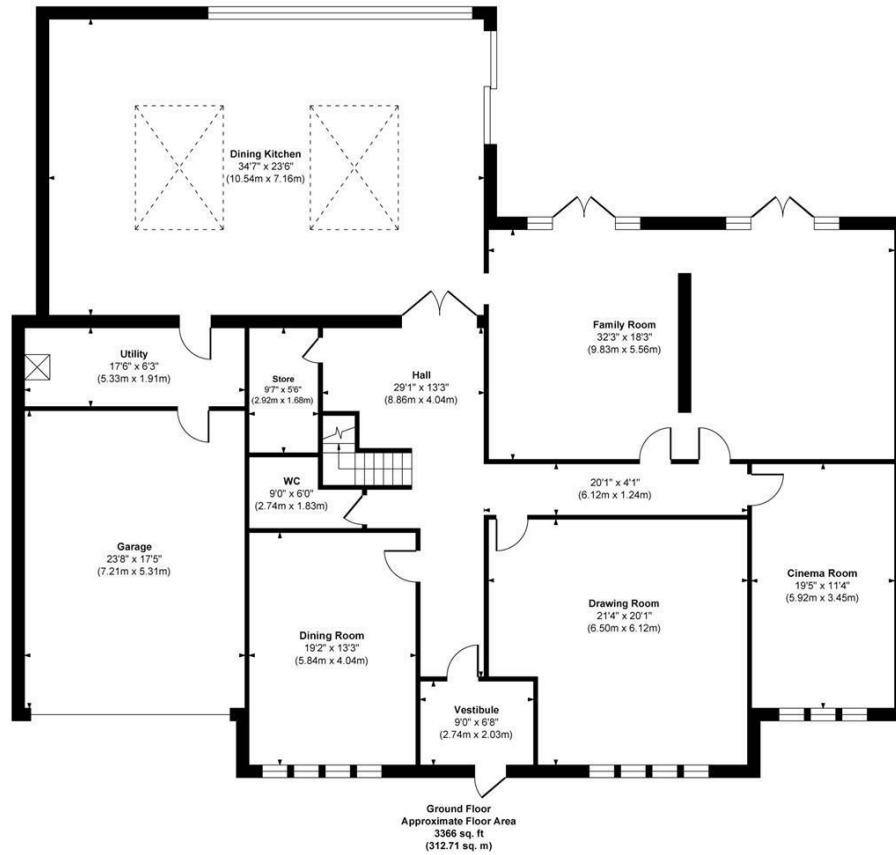 Dining Kitchen
34'7" x 23'6"
(10.54m x 7.16m)
Family Room
32'3" x 18'3"
(9.83m x 5.56m)
Utility
17'6" x 6'3"
(5.33m x 1.91m)
Store
9'7" x 5'6"
(2.92m x 1.68m)
Hall
29'1" x 13'3"
(8.86m x 4.04m)
WC
9'0" x 6'0"
(2.74m x 1.83m)
20'1" x 4'1"
(6.12m x 1.24m)
Garage
23'8" x 17'5"
(7.21m x 5.31m)
Cinema Room
19'5" x 11'4"
(5.92m x 3.45m)
Drawing Room
21'4" x 20'1"
(6.50m x 6.12m)
Dining Room
19'2" x 13'3"
(5.84m x 4.04m)
Vestibule
9'0" x 6'8"
(2.74m x 2.03m)
Ground Floor
Approximate Floor Area
3366 sq. ft
(312.71 sq. m)